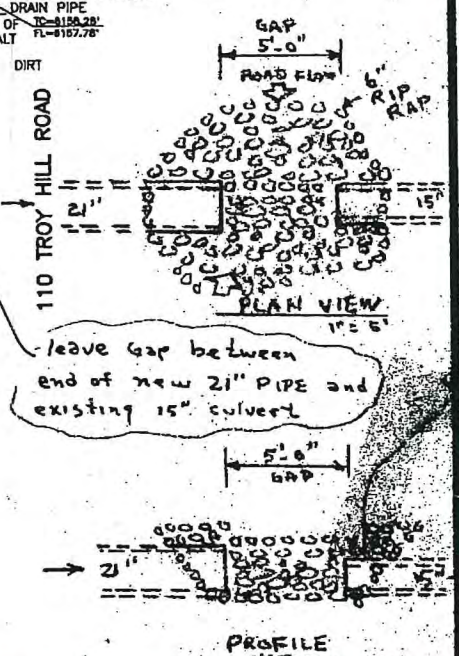 DRAIN PIPE
OF TC=8158.28'
ALT FL=8157.78'
DIRT
110 TROY HILL ROAD
GAP
5'-0"
ROAD FLOW
6"
RIP
RAP
21"
15"
PLAN VIEW
1"= 5'
leave Gap between
end of new 21" PIPE and
existing 15" culvert
5'-0"
GAP
21"
15"
PROFILE